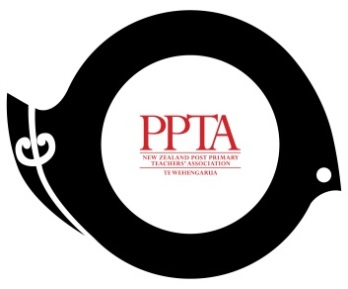 PPTA
NEW ZEALAND POST PRIMARY
TEACHERS' ASSOCIATION
TE WEHENGARUA